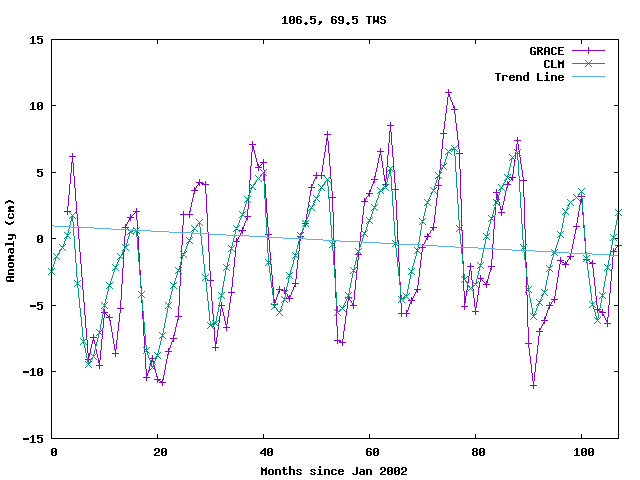 106.5, 69.5 TWS
GRACE
CLM
Trend Line
15
10
5
0
-5
-10
-15
Anomaly (cm)
0 20 40 60 80 100
Months since Jan 2002